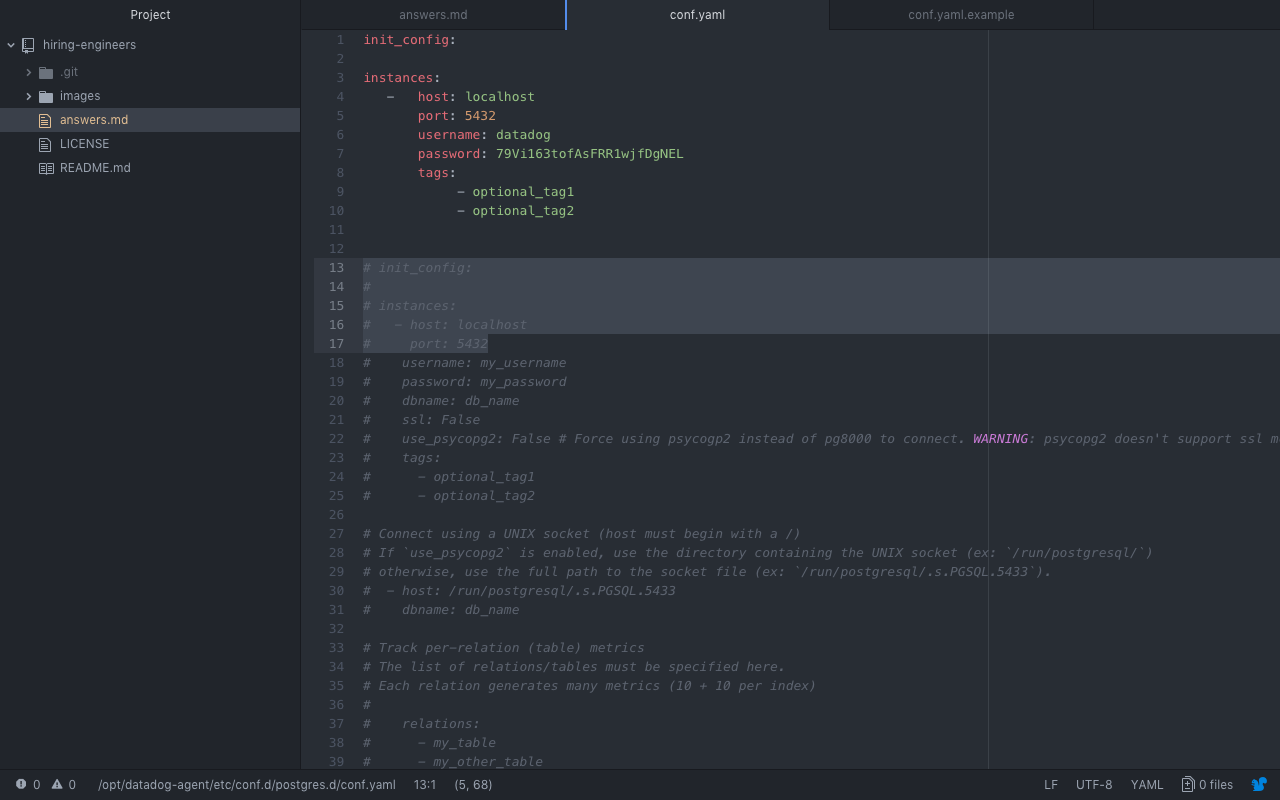 Project
hiring-engineers
.git
images
answers.md
LICENSE
README.md
answers.md
conf.yaml
conf.yaml.example
1 init_config:
2
3 instances:
4 - host: localhost
5 port: 5432
6 username: datadog
7 password: 79Vi163tofAsFRR1wjfDgNEL
8 tags:
9 - optional_tag1
10 - optional_tag2
11
12
13 # init_config:
14 #
15 # instances:
16 # - host: localhost
17 # port: 5432
18 # username: my_username
19 # password: my_password
20 # dbname: db_name
21 # ssl: False
22 # use_psycopg2: False # Force using psycogp2 instead of pg8000 to connect. WARNING: psycopg2 doesn't support ssl m
23 # tags:
24 # - optional_tag1
25 # - optional_tag2
26
27 # Connect using a UNIX socket (host must begin with a /)
28 # If `use_psycopg2` is enabled, use the directory containing the UNIX socket (ex: `/run/postgresql/`)
29 # otherwise, use the full path to the socket file (ex: `/run/postgresql/.s.PGSQL.5433`).
30 # - host: /run/postgresql/.s.PGSQL.5433
31 # dbname: db_name
32
33 # Track per-relation (table) metrics
34 # The list of relations/tables must be specified here.
35 # Each relation generates many metrics (10 + 10 per index)
36 #
37 # relations:
38 # - my_table
39 # - my_other_table
0 0 /opt/datadog-agent/etc/conf.d/postgres.d/conf.yaml 13:1 (5, 68) LF UTF-8 YAML 0 files